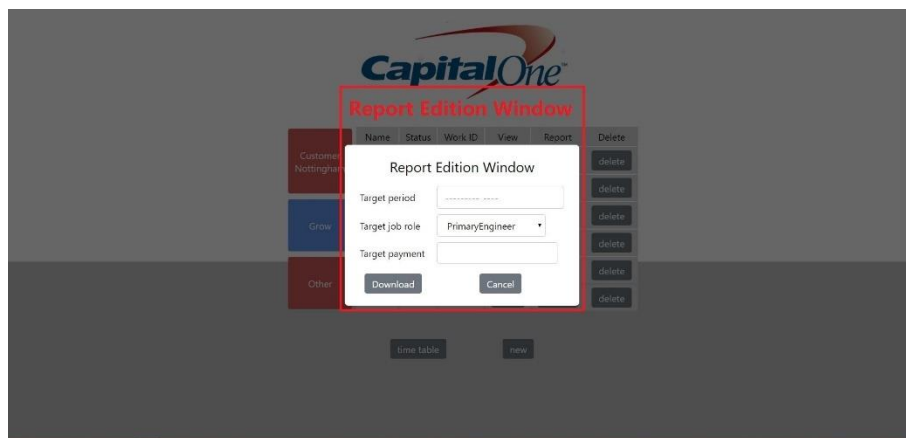 CapitalOne
Report Edition Window
Name Status Work ID View Report Delete
Customer Nottingham
delete
Report Edition Window
delete
Target period --------- ----
delete
Grow
Target job role PrimaryEngineer
delete
Target payment
delete
Other
Download Cancel
delete
time table new